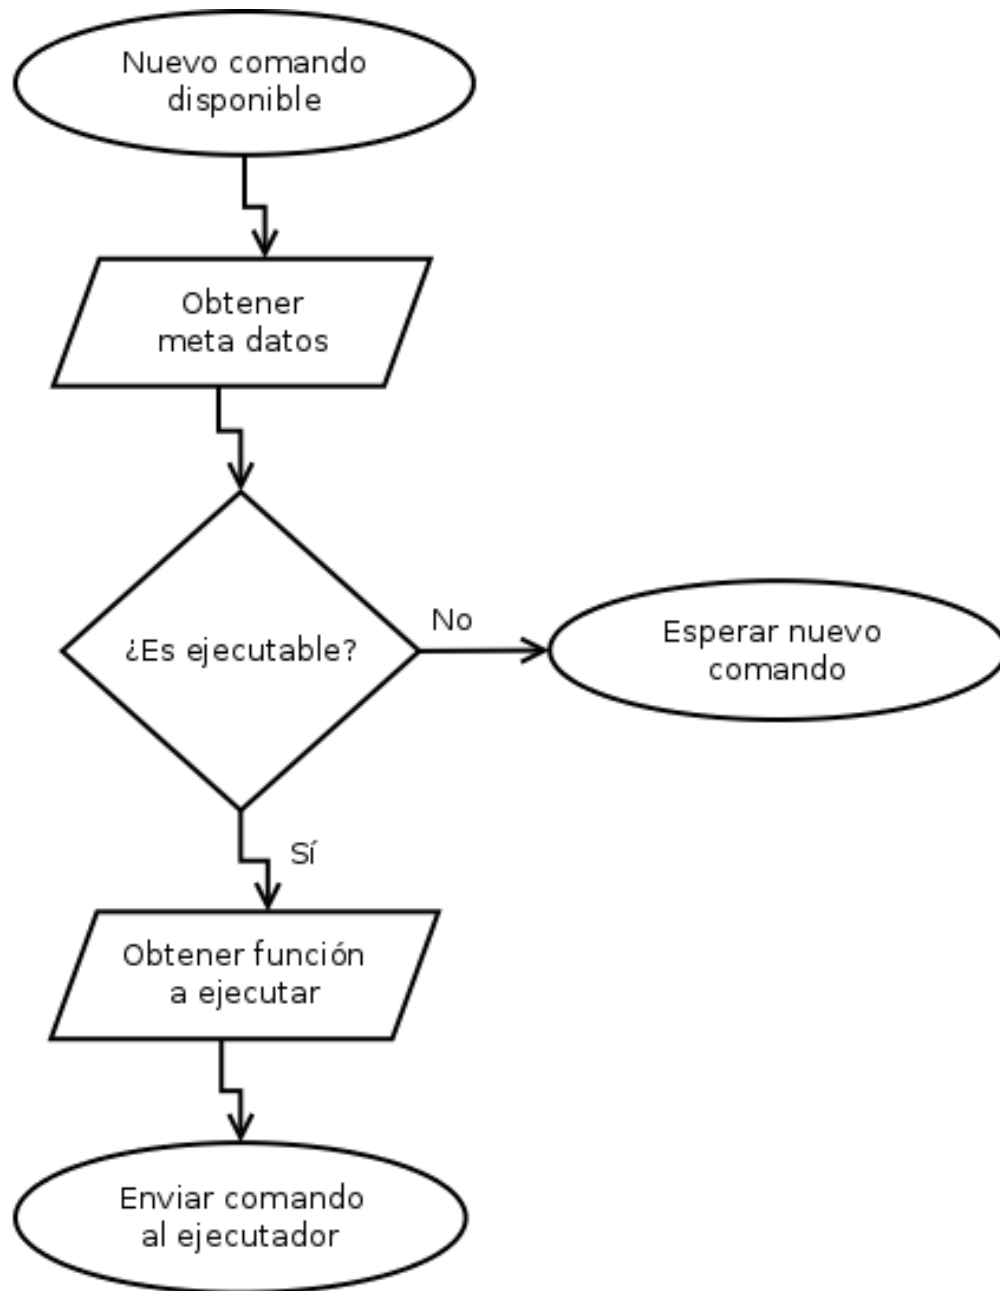 Nuevo comando
disponible
Obtener
meta datos
¿Es ejecutable?
No
Esperar nuevo
comando
Sí
Obtener función
a ejecutar
Enviar comando
al ejecutador